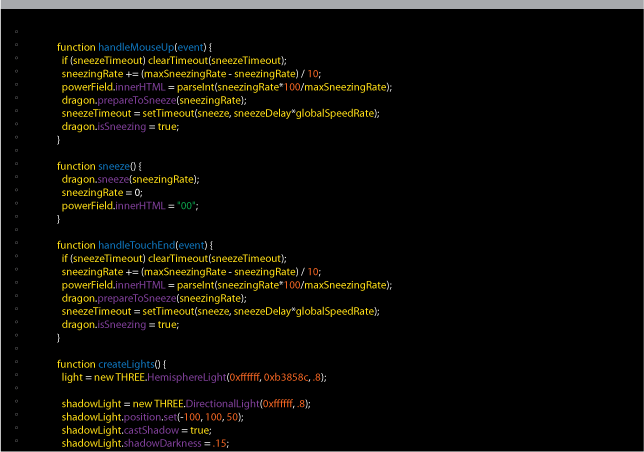 function handleMouseUp(event) {
if (sneezeTimeout) clearTimeout(sneezeTimeout);
sneezingRate += (maxSneezingRate - sneezingRate) / 10;
powerField.innerHTML = parseInt(sneezingRate*100/maxSneezingRate);
dragon.prepareToSneeze(sneezingRate);
sneezeTimeout = setTimeout(sneeze, sneezeDelay*globalSpeedRate);
dragon.isSneezing = true;
}
function sneeze() {
dragon.sneeze(sneezingRate);
sneezingRate = 0;
powerField.innerHTML = "00";
}
function handleTouchEnd(event) {
if (sneezeTimeout) clearTimeout(sneezeTimeout);
sneezingRate += (maxSneezingRate - sneezingRate) / 10;
powerField.innerHTML = parseInt(sneezingRate*100/maxSneezingRate);
dragon.prepareToSneeze(sneezingRate);
sneezeTimeout = setTimeout(sneeze, sneezeDelay*globalSpeedRate);
dragon.isSneezing = true;
}
function createLights() {
light = new THREE.HemisphereLight(0xffffff, 0xb3858c, .8);
shadowLight = new THREE.DirectionalLight(0xffffff, .8);
shadowLight.position.set(-100, 100, 50);
shadowLight.castShadow = true;
shadowLight.shadowDarkness = .15;